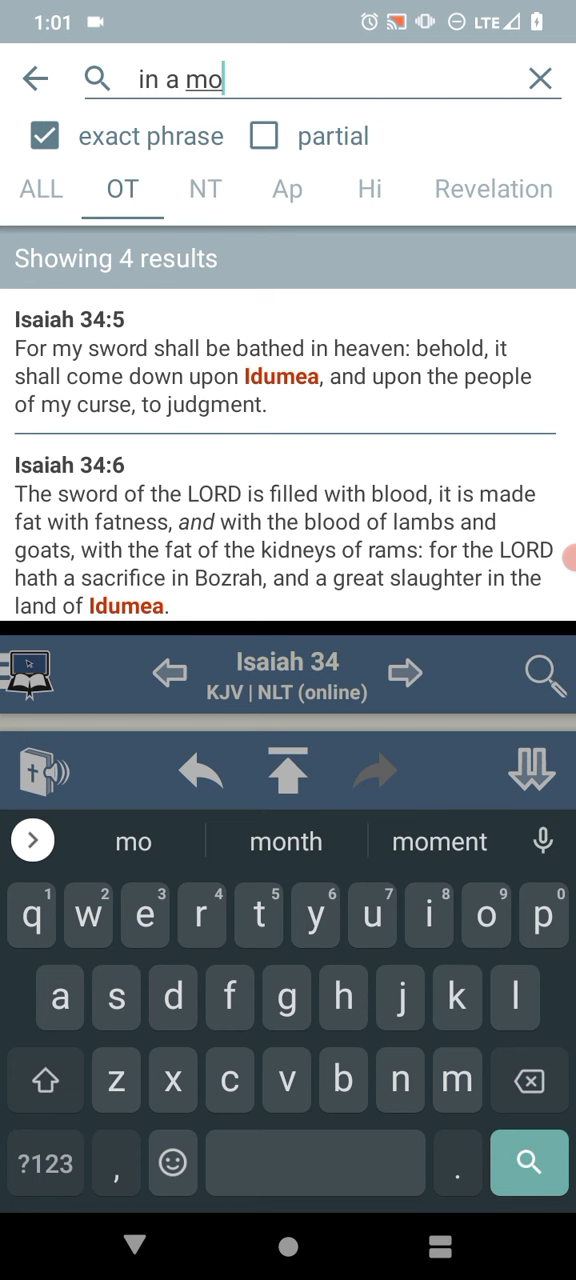 1:01 LTE
in a mo
exact phrase partial
ALL OT NT Ap Hi Revelation
Showing 4 results
Isaiah 34:5
For my sword shall be bathed in heaven: behold, it
shall come down upon Idumea, and upon the people
of my curse, to judgment.
Isaiah 34:6
The sword of the LORD is filled with blood, it is made
fat with fatness, and with the blood of lambs and
goats, with the fat of the kidneys of rams: for the LORD
hath a sacrifice in Bozrah, and a great slaughter in the
land of Idumea.
Isaiah 34
KJV | NLT (online)
mo month moment
1 2 3 4 5 6 7 8 9 0
q w e r t y u i o p
a s d f g h j k l
z x c v b n m
?123 , .